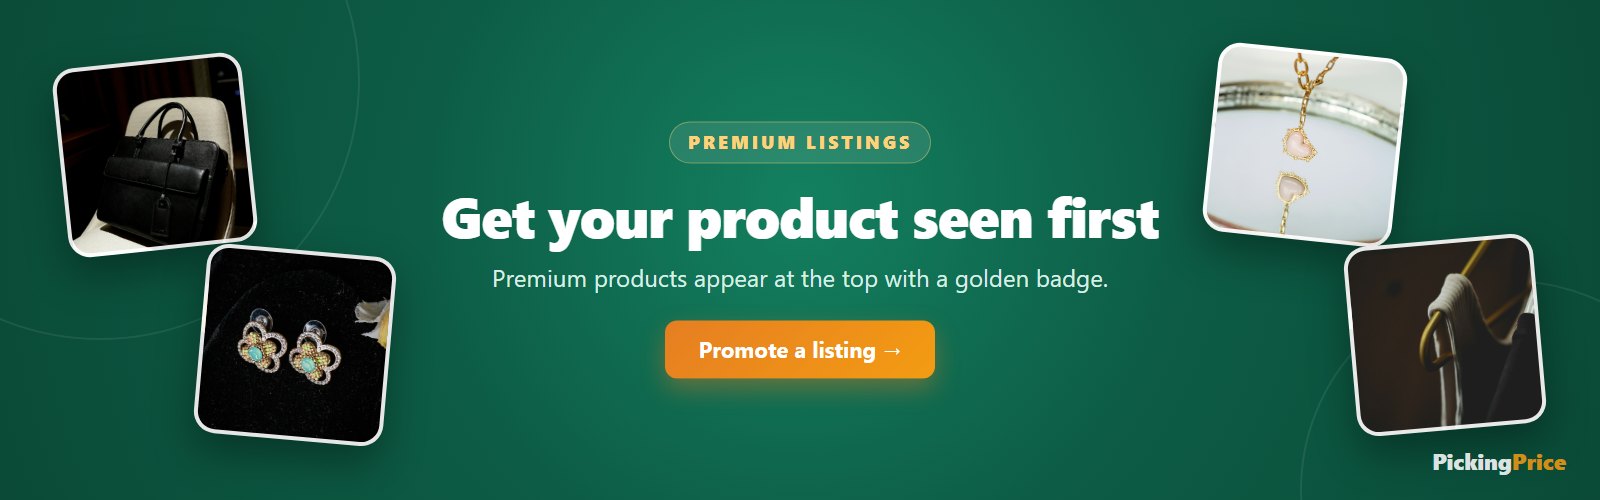 PREMIUM LISTINGS
Get your product seen first
Premium products appear at the top with a golden badge.
Promote a listing →
PickingPrice